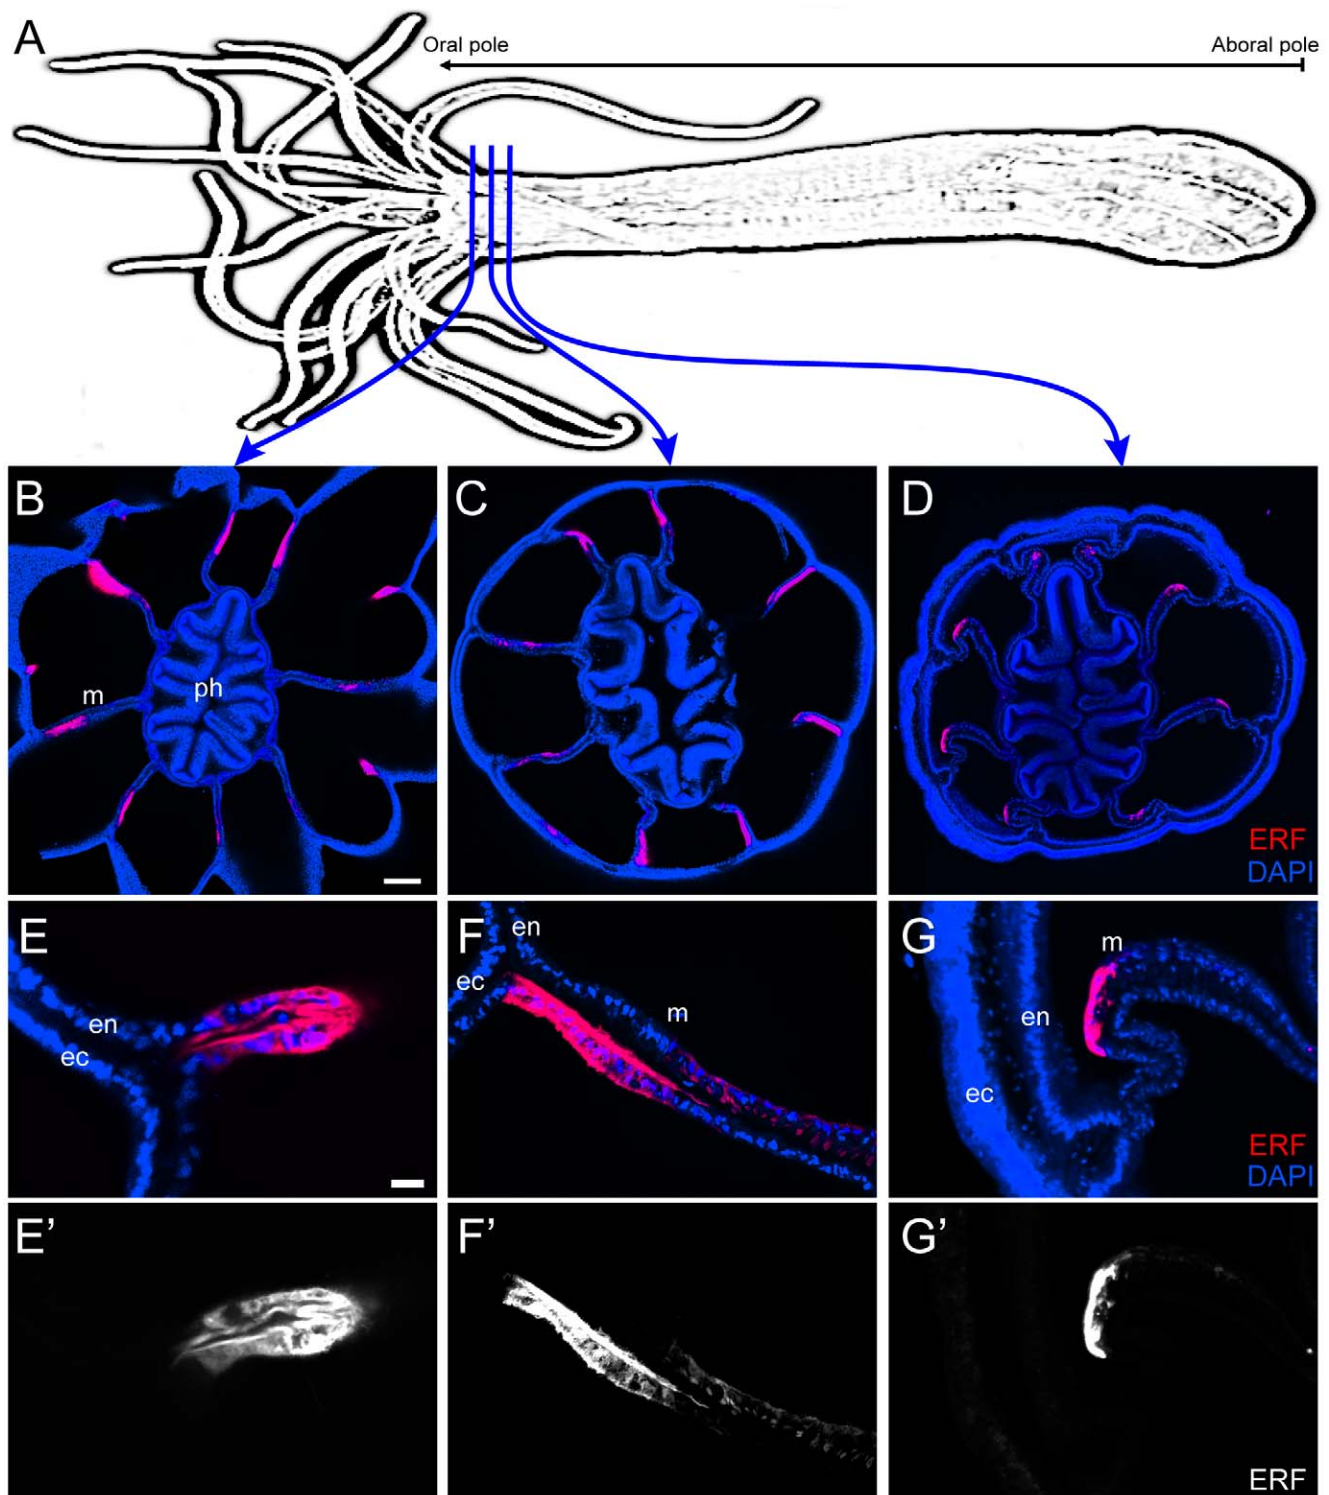 A
Oral pole
Aboral pole
B
m
ph
C
D
ERF
DAPI
E
en
ec
F
en
ec
m
G
m
en
ec
ERF
DAPI
E’
F’
G’
ERF